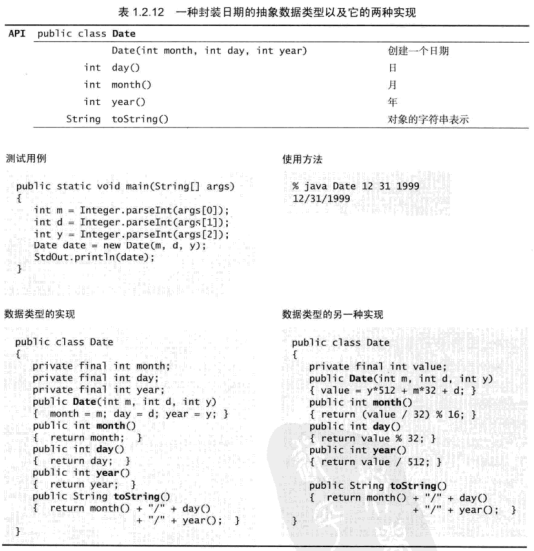 表 1.2.12 一种封装日期的抽象数据类型以及它的两种实现
API public class Date
Date(int month, int day, int year) 创建一个日期
int day() 日
int month() 月
int year() 年
String toString() 对象的字符串表示
测试用例
public static void main(String[] args)
{
int m = Integer.parseInt(args[0]);
int d = Integer.parseInt(args[1]);
int y = Integer.parseInt(args[2]);
Date date = new Date(m, d, y);
StdOut.println(date);
}
使用方法
% java Date 12 31 1999
12/31/1999
数据类型的实现
public class Date
{
private final int month;
private final int day;
private final int year;
public Date(int m, int d, int y)
{ month = m; day = d; year = y; }
public int month()
{ return month; }
public int day()
{ return day; }
public int year()
{ return year; }
public String toString()
{ return month() + "/" + day()
+ "/" + year(); }
}
数据类型的另一种实现
public class Date
{
private final int value;
public Date(int m, int d, int y)
{ value = y*512 + m*32 + d; }
public int month()
{ return (value / 32) % 16; }
public int day()
{ return value % 32; }
public int year()
{ return value / 512; }
public String toString()
{ return month() + "/" + day()
+ "/" + year(); }
}